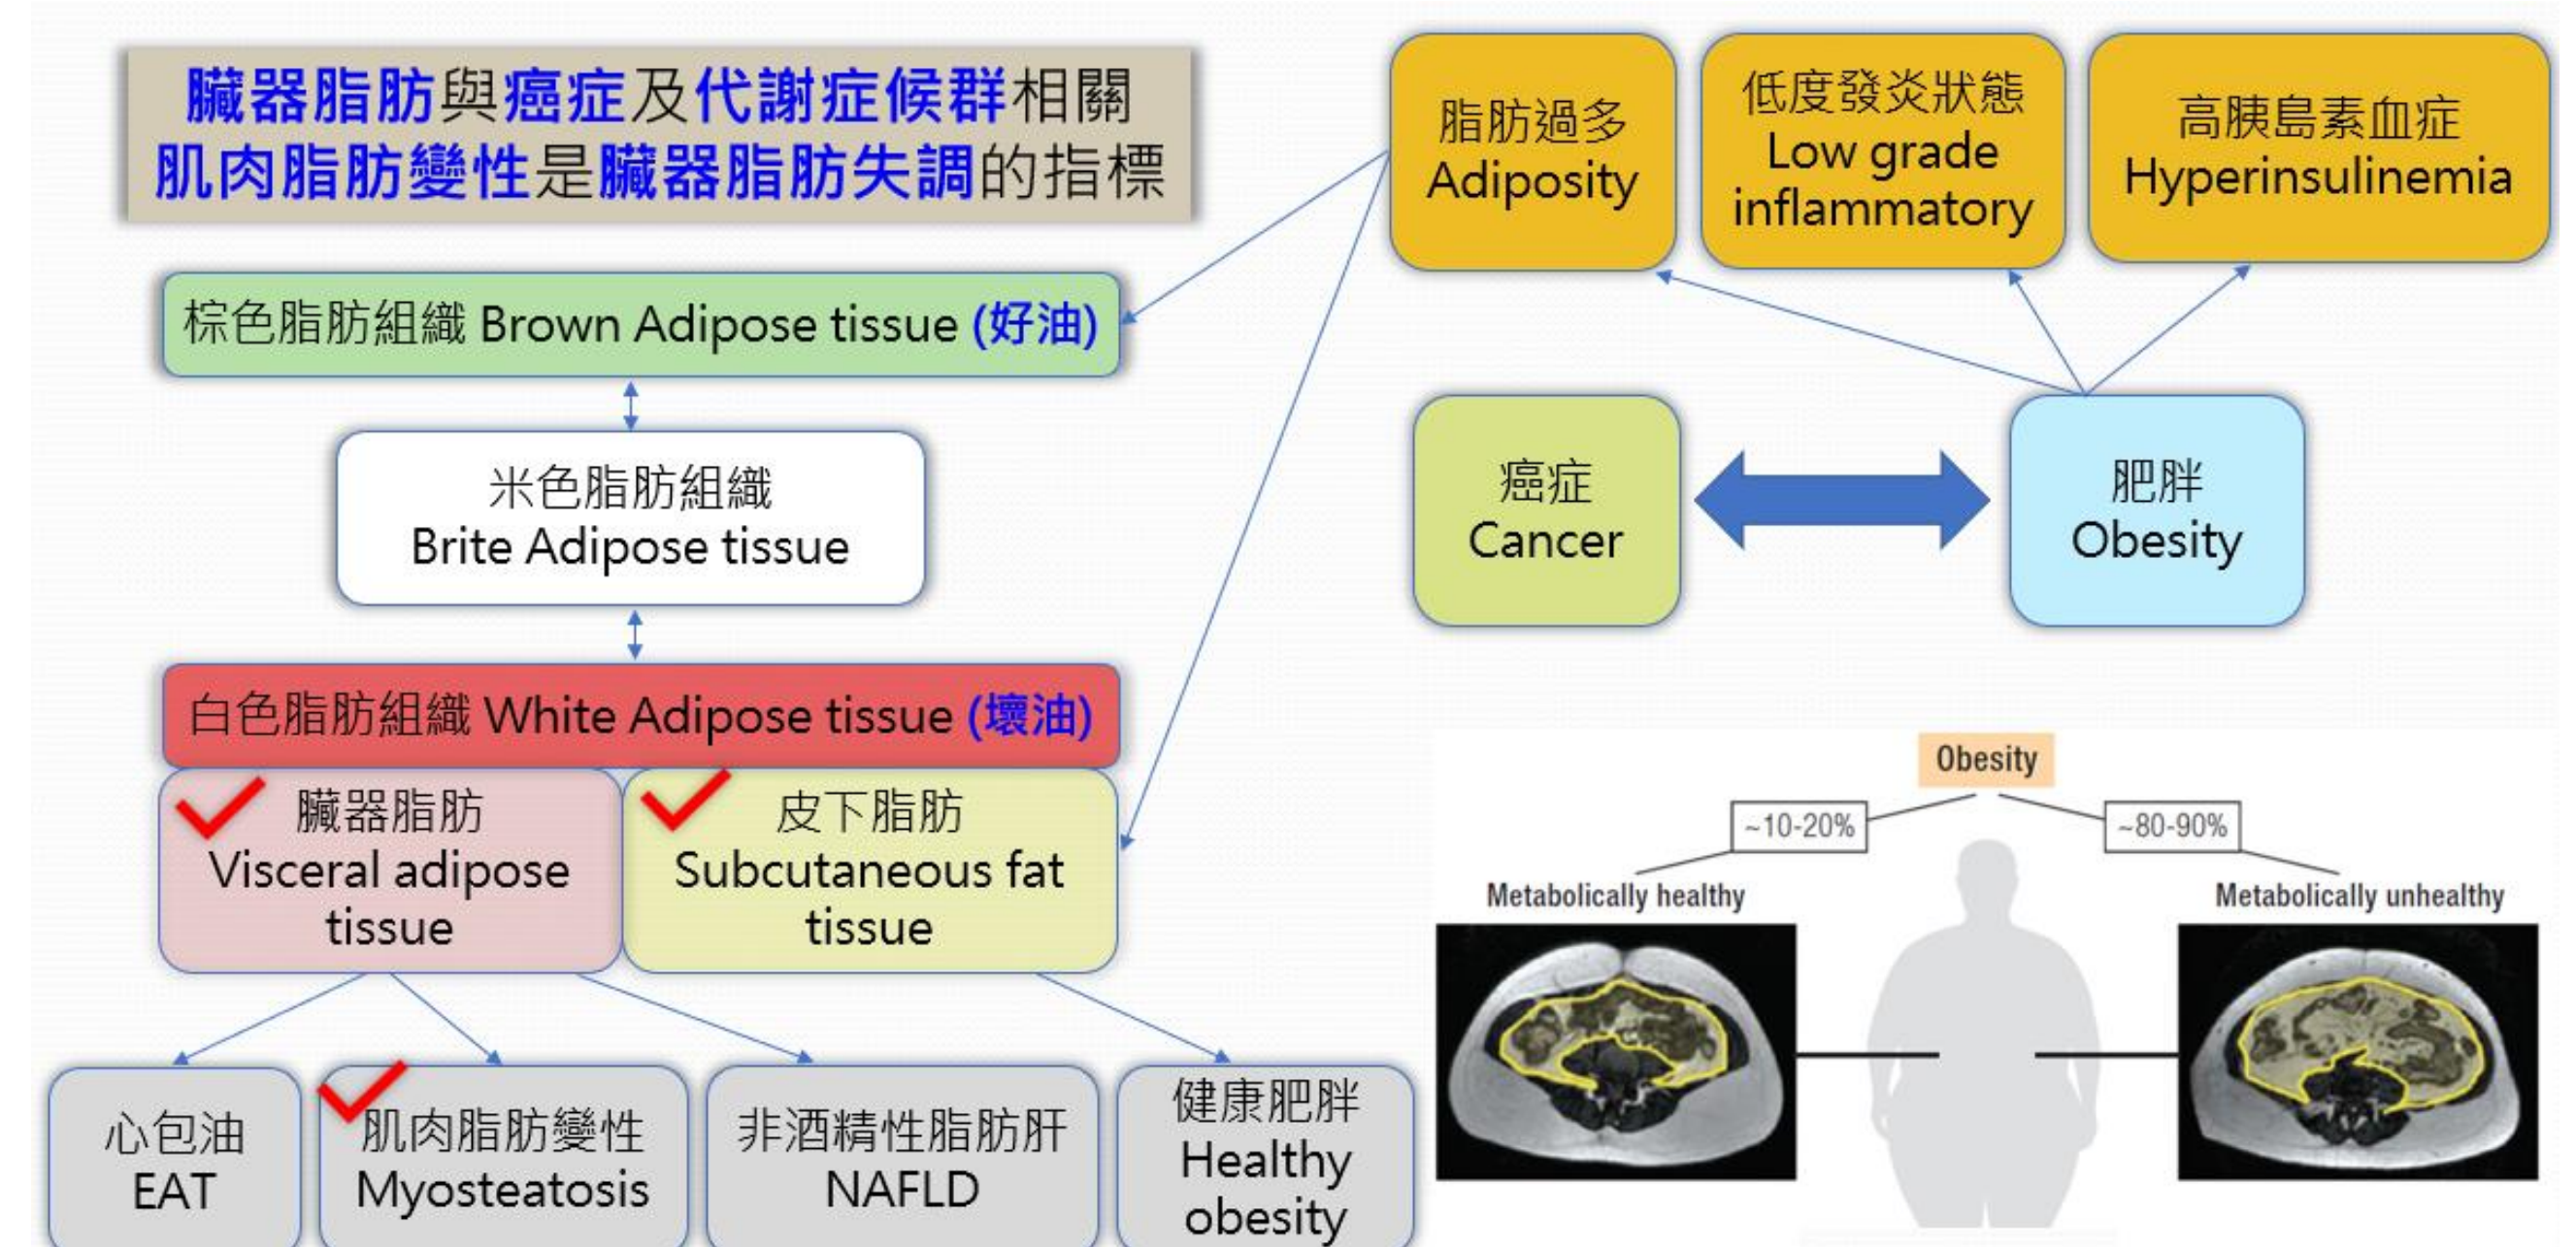 臟器脂肪與癌症及代謝症候群相關
肌肉脂肪變性是臟器脂肪失調的指標
棕色脂肪組織 Brown Adipose tissue (好油)
米色脂肪組織
Brite Adipose tissue
白色脂肪組織 White Adipose tissue (壞油)
臟器脂肪
Visceral adipose
tissue
皮下脂肪
Subcutaneous fat
tissue
心包油
EAT
肌肉脂肪變性
Myosteatosis
非酒精性脂肪肝
NAFLD
健康肥胖
Healthy
obesity
脂肪過多
Adiposity
低度發炎狀態
Low grade
inflammatory
高胰島素血症
Hyperinsulinemia
癌症
Cancer
肥胖
Obesity
Obesity
~10-20%
~80-90%
Metabolically healthy
Metabolically unhealthy